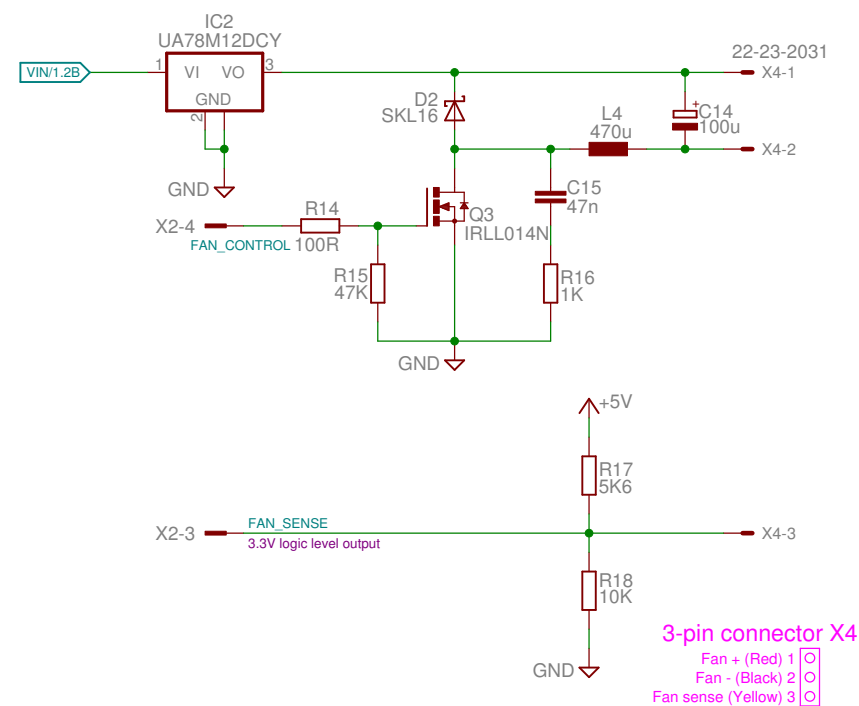 IC2
UA78M12DCY
VIN/1.2B
1
VI
VO
3
GND
2
GND
22-23-2031
X4-1
D2
SKL16
L4
470u
+
C14
100u
X4-2
C15
47n
Q3
IRLL014N
X2-4
FAN_CONTROL
R14
100R
R15
47K
R16
1K
GND
+5V
R17
5K6
X2-3
FAN_SENSE
3.3V logic level output
X4-3
R18
10K
GND
3-pin connector X4
Fan + (Red) 1
Fan - (Black) 2
Fan sense (Yellow) 3